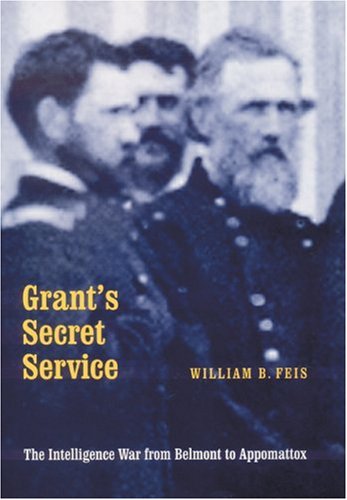 Grant's
Secret
Service
WILLIAM B. FEIS
The Intelligence War from Belmont to Appomattox